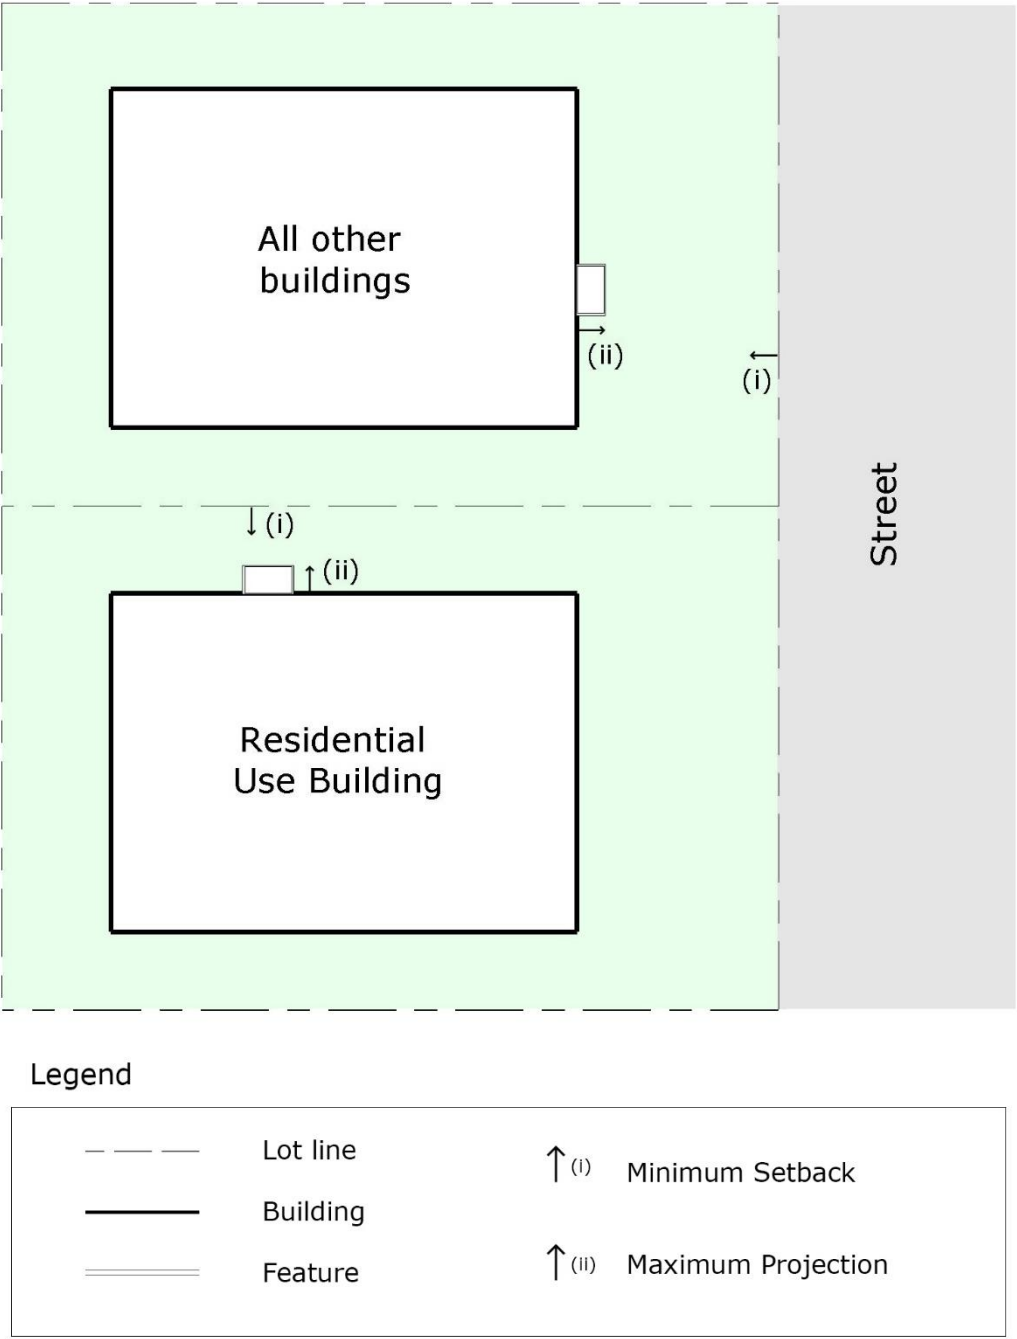 All other
buildings
(ii)
(i)
Street
(i)
(ii)
Residential
Use Building
Legend
Lot line
(i) Minimum Setback
Building
(ii) Maximum Projection
Feature